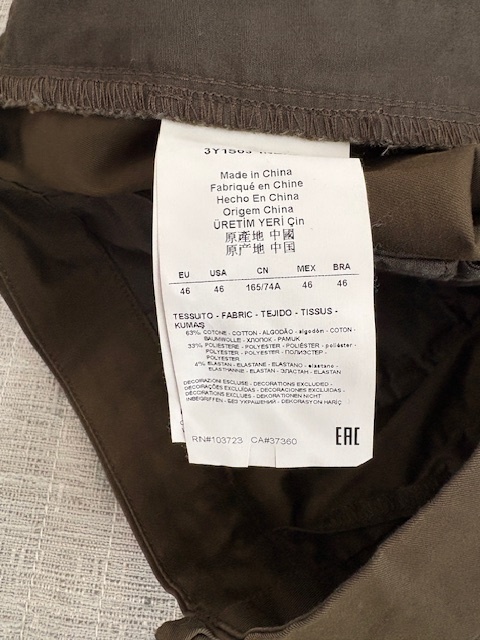 Made in China
Fabriqué en Chine
Hecho En China
Origem China
ÜRETİM YERİ Çin
原產地 中國
原产地 中国
EU USA CN MEX BRA
46 46 165/74A 46 46
TESSUTO - FABRIC - TEJIDO - TISSUS -
KUMAŞ
63% COTONE - COTTON - ALGODÃO - algodóm - COTON -
BAUMWOLLE - ХЛОПОК - PAMUK
33% POLIESTERE - POLYESTER - POLIÉSTER - poliéster -
POLYESTER - POLYESTER - ПОЛИЭСТЕР -
POLYESTER
4% ELASTAN - ELASTANE - ELASTANO - elastano -
ELASTHANNE - ELASTAN - ЭЛАСТАН - ELASTAN
DECORAZIONI ESCLUSE - DECORATIONS EXCLUDED -
DECORAÇÕES EXCLUÍDAS - DECORACIONES EXCLUIDAS -
DÉCORATIONS EXCLUES - DEKORATIONEN NICHT
INBEGRIFFEN - БЕЗ УКРАШЕНИЙ - DEKORASYON HARİÇ
RN#103723 CA#37360 EAC